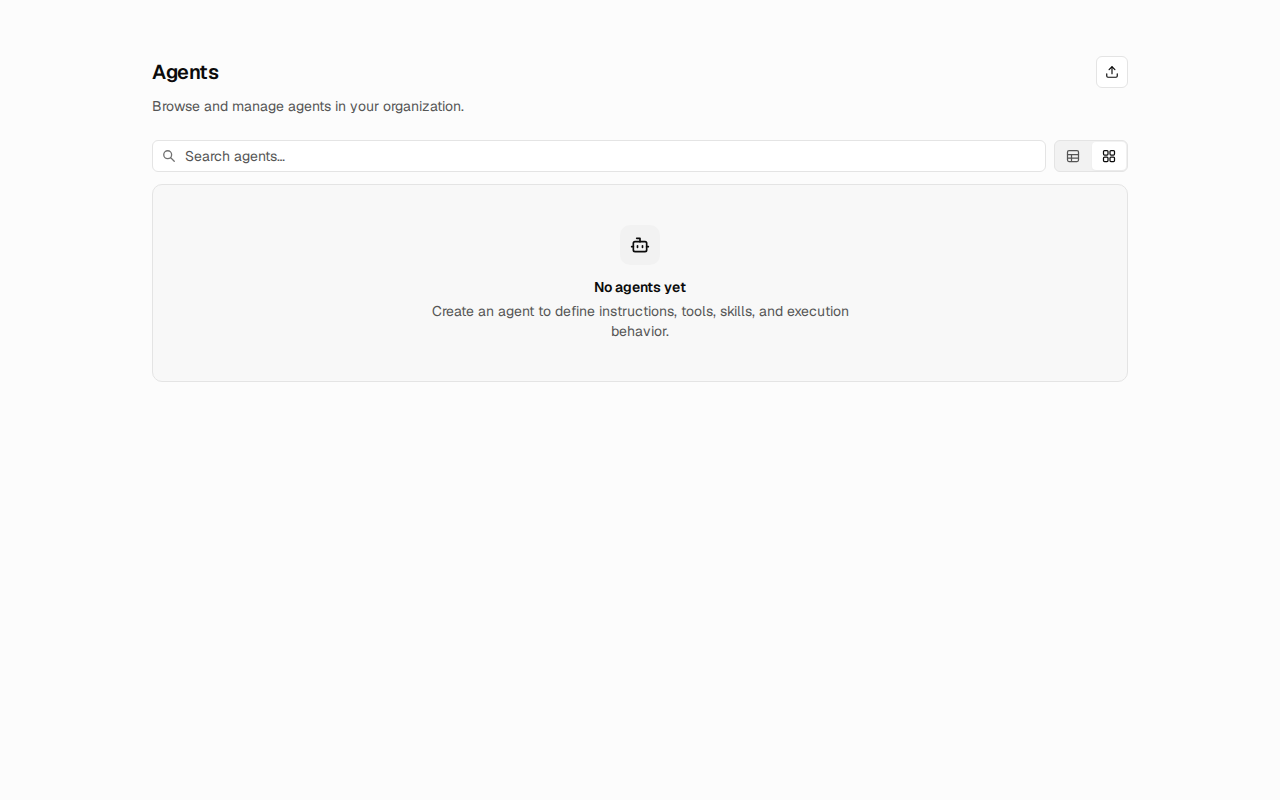 Agents
Browse and manage agents in your organization.
Search agents...
No agents yet
Create an agent to define instructions, tools, skills, and execution
behavior.